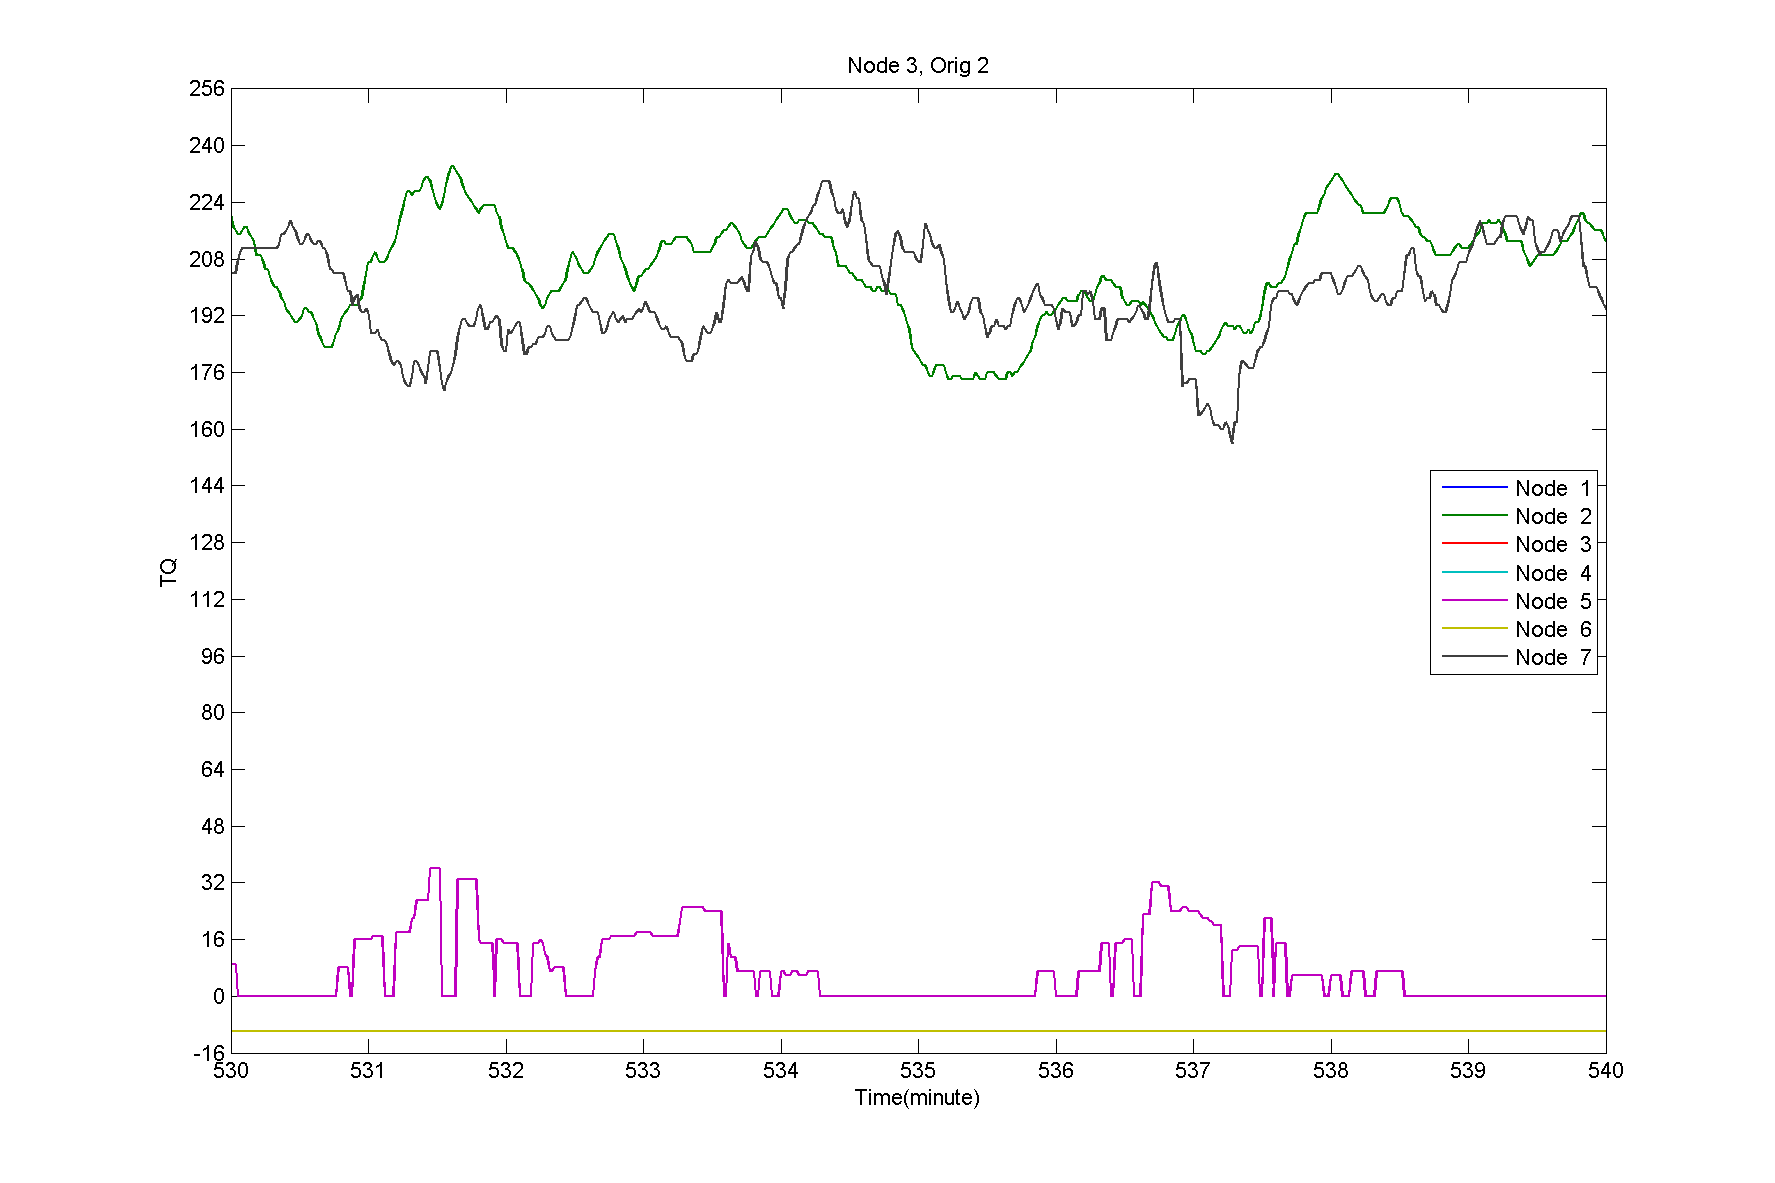 Node 3, Orig 2
256
240
224
208
192
176
160
144
128
112
96
80
64
48
32
16
0
-16
TQ
Node 1
Node 2
Node 3
Node 4
Node 5
Node 6
Node 7
530 531 532 533 534 535 536 537 538 539 540
Time(minute)